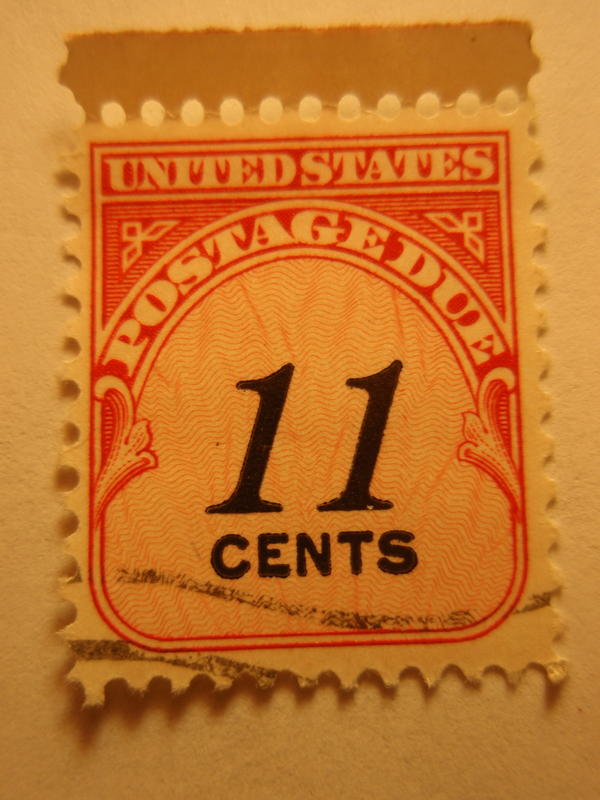 UNITED STATES
POSTAGE DUE
11
CENTS